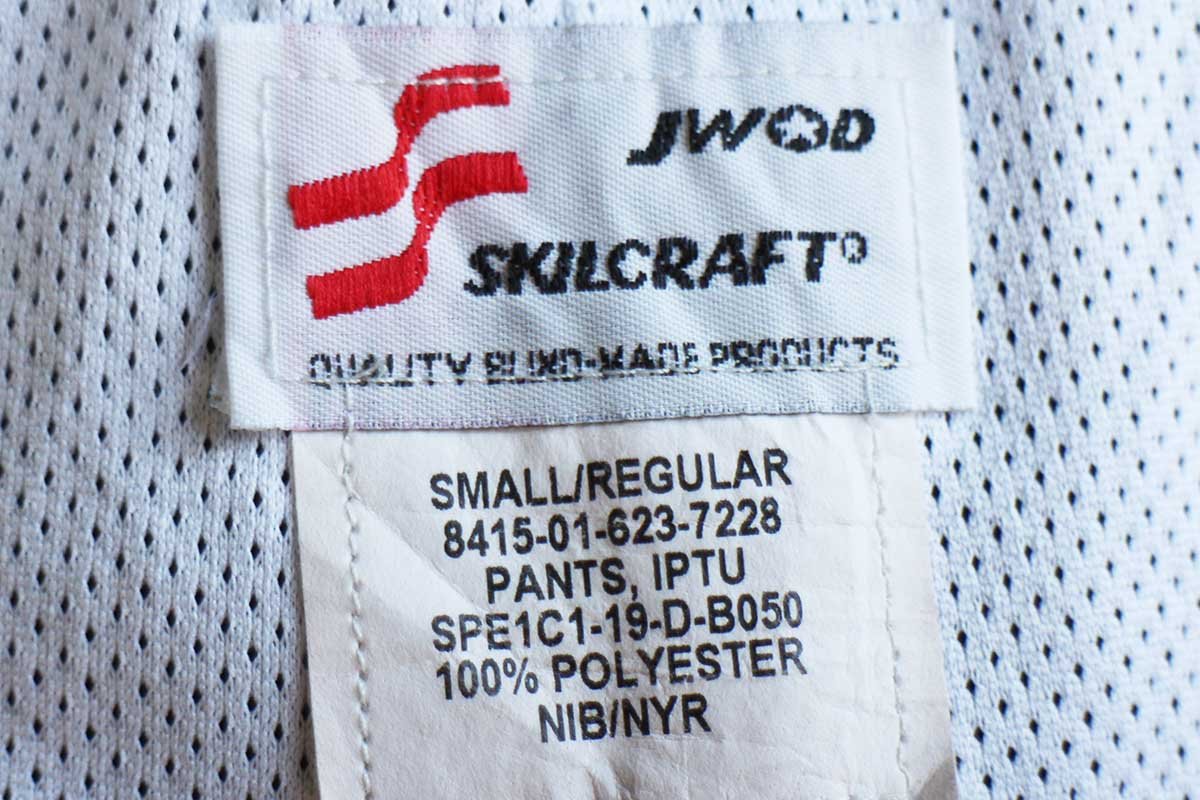 JWOD
SKILCRAFT®
QUALITY BLIND-MADE PRODUCTS
SMALL/REGULAR
8415-01-623-7228
PANTS, IPTU
SPE1C1-19-D-B050
100% POLYESTER
NIB/NYR